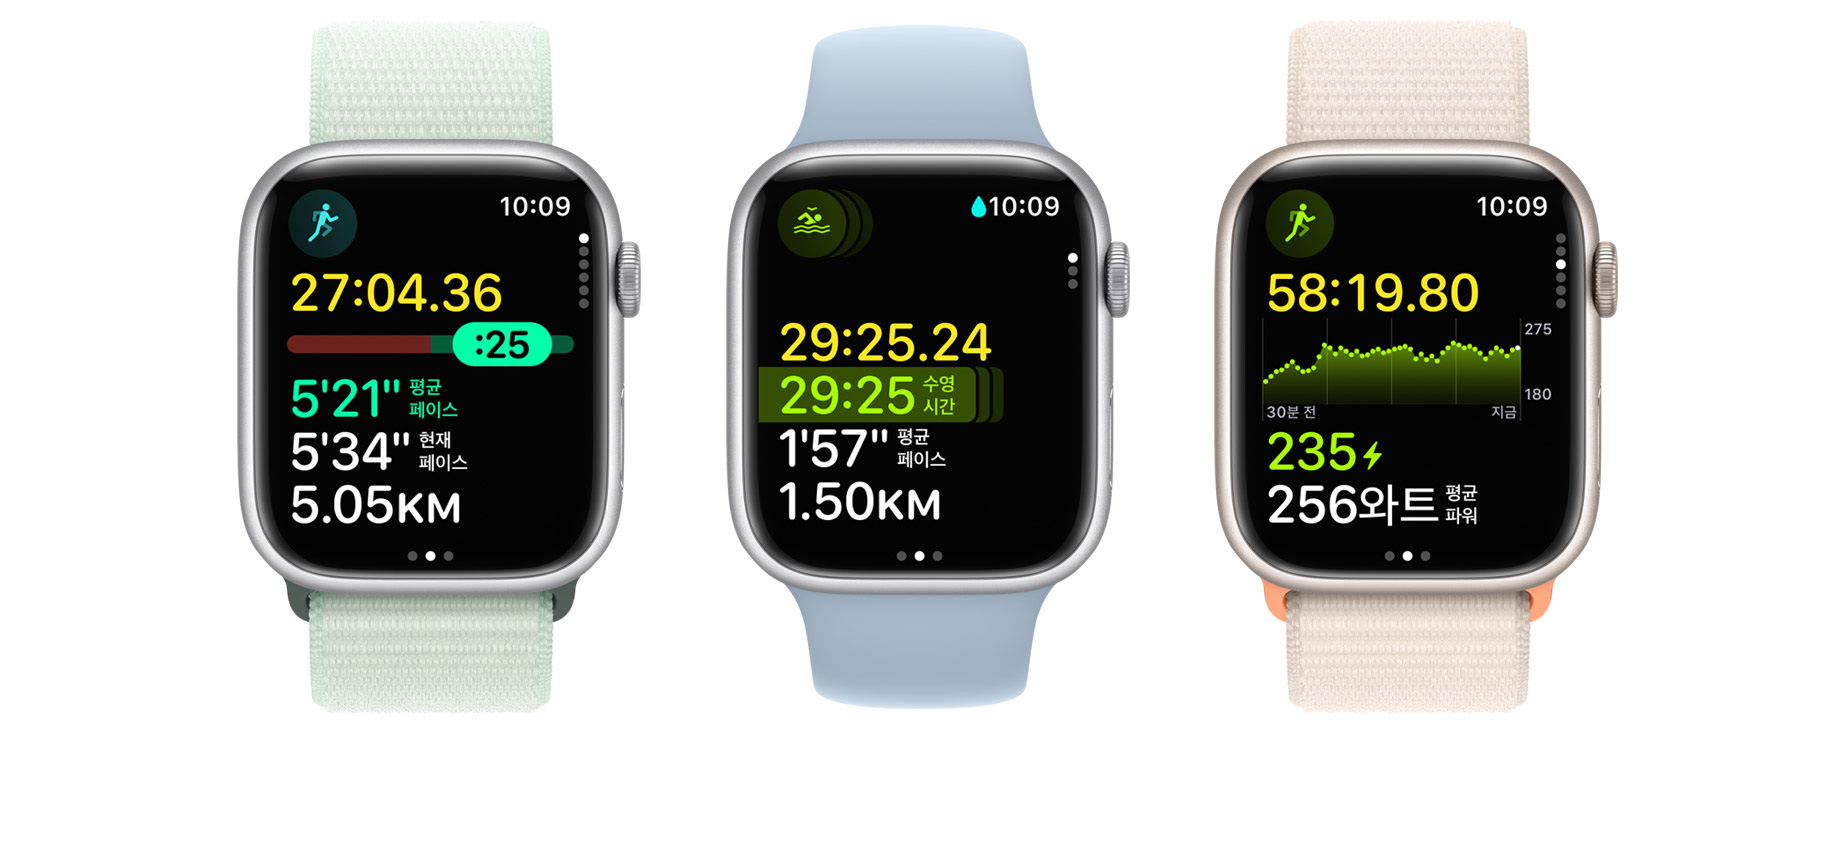 10:09
27:04.36
:25
5'21" 평균
페이스
5'34" 현재
페이스
5.05KM
10:09
29:25.24
29:25 수영
시간
1'57" 평균
페이스
1.50KM
10:09
58:19.80
275
180
30분 전 지금
235
256와트 평균
파워